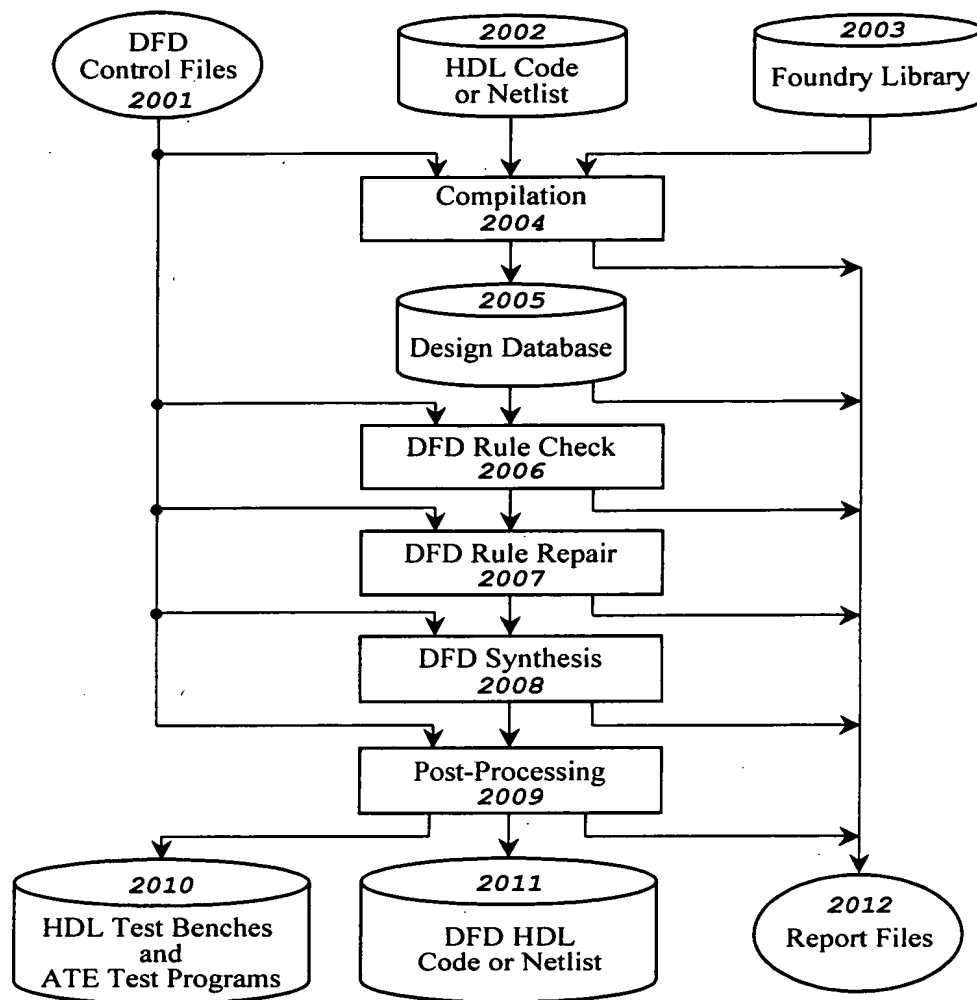 DFD
Control Files
2001
2002
HDL Code
or Netlist
2003
Foundry Library
Compilation
2004
2005
Design Database
DFD Rule Check
2006
DFD Rule Repair
2007
DFD Synthesis
2008
Post-Processing
2009
2010
HDL Test Benches
and
ATE Test Programs
2011
DFD HDL
Code or Netlist
2012
Report Files